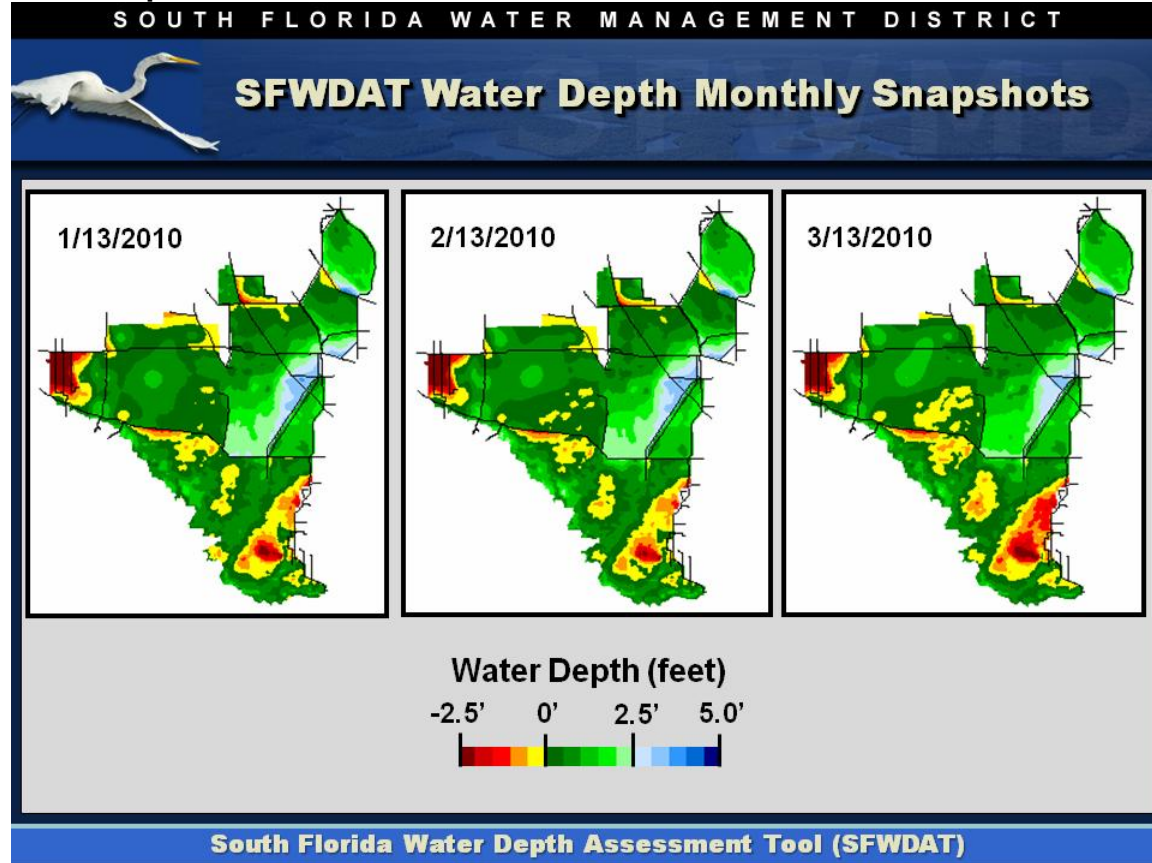 SOUTH FLORIDA WATER MANAGEMENT DISTRICT
SFWMD
SFWDAT Water Depth Monthly Snapshots
1/13/2010
2/13/2010
3/13/2010
Water Depth (feet)
-2.5' 0' 2.5' 5.0'
South Florida Water Depth Assessment Tool (SFWDAT)